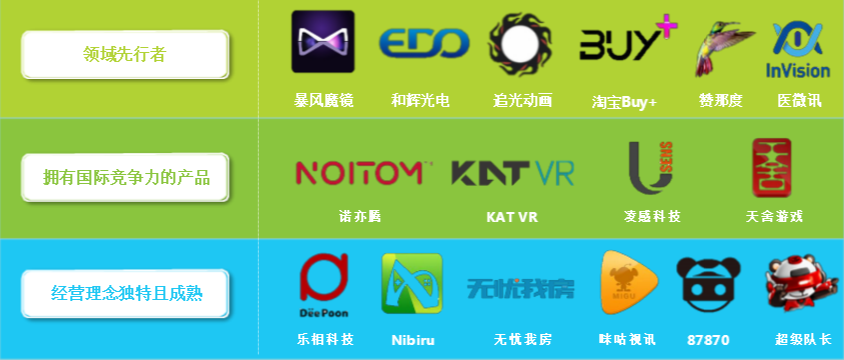 领域先行者
EDO
BUY+
InVision
暴风魔镜
和辉光电
追光动画
淘宝Buy+
赞那度
医微讯
拥有国际竞争力的产品
NOITOM
KAT VR
USENS
诺亦腾
KAT VR
凌感科技
天舍游戏
经营理念独特且成熟
DeePoon
无忧我房
MIGU
乐相科技
Nibiru
无忧我房
咪咕视讯
87870
超级队长